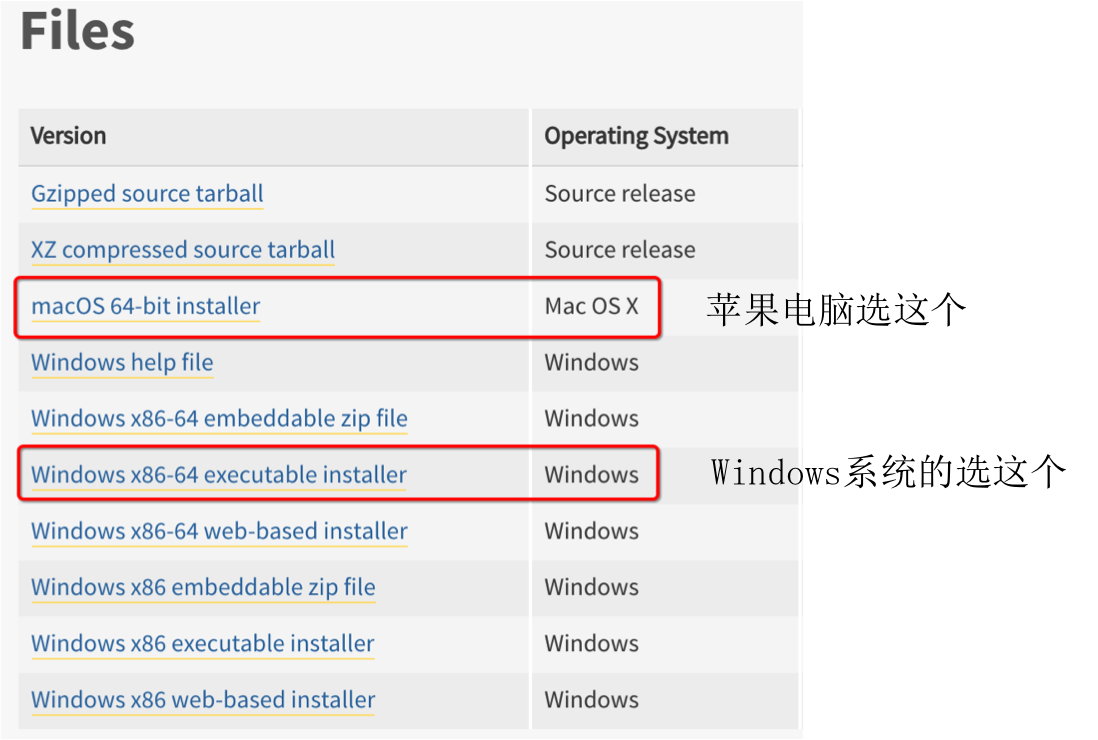 Files
Version Operating System
Gzipped source tarball Source release
XZ compressed source tarball Source release
macOS 64-bit installer Mac OS X 苹果电脑选这个
Windows help file Windows
Windows x86-64 embeddable zip file Windows
Windows x86-64 executable installer Windows Windows系统的选这个
Windows x86-64 web-based installer Windows
Windows x86 embeddable zip file Windows
Windows x86 executable installer Windows
Windows x86 web-based installer Windows